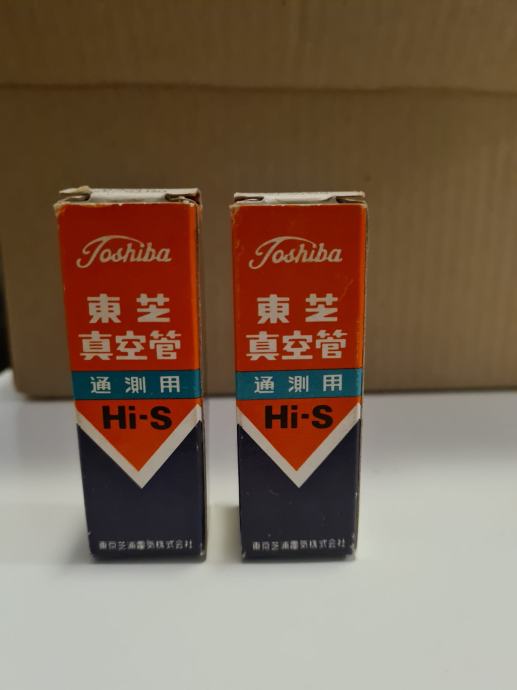 Toshiba
東芝
真空管
通測用
Hi-S
東京芝浦電気株式会社
Toshiba
東芝
真空管
通測用
Hi-S
東京芝浦電気株式会社